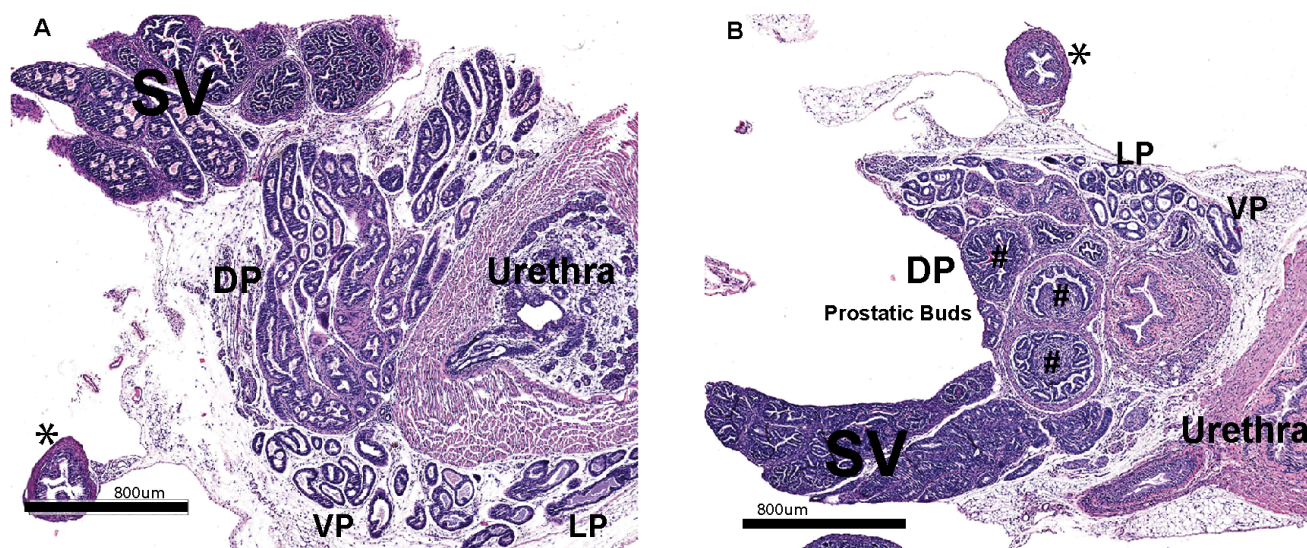 A
SV
DP
Urethra
*
800um
VP
LP
B
*
LP
VP
DP
#
#
Prostatic Buds
#
SV
Urethra
800um